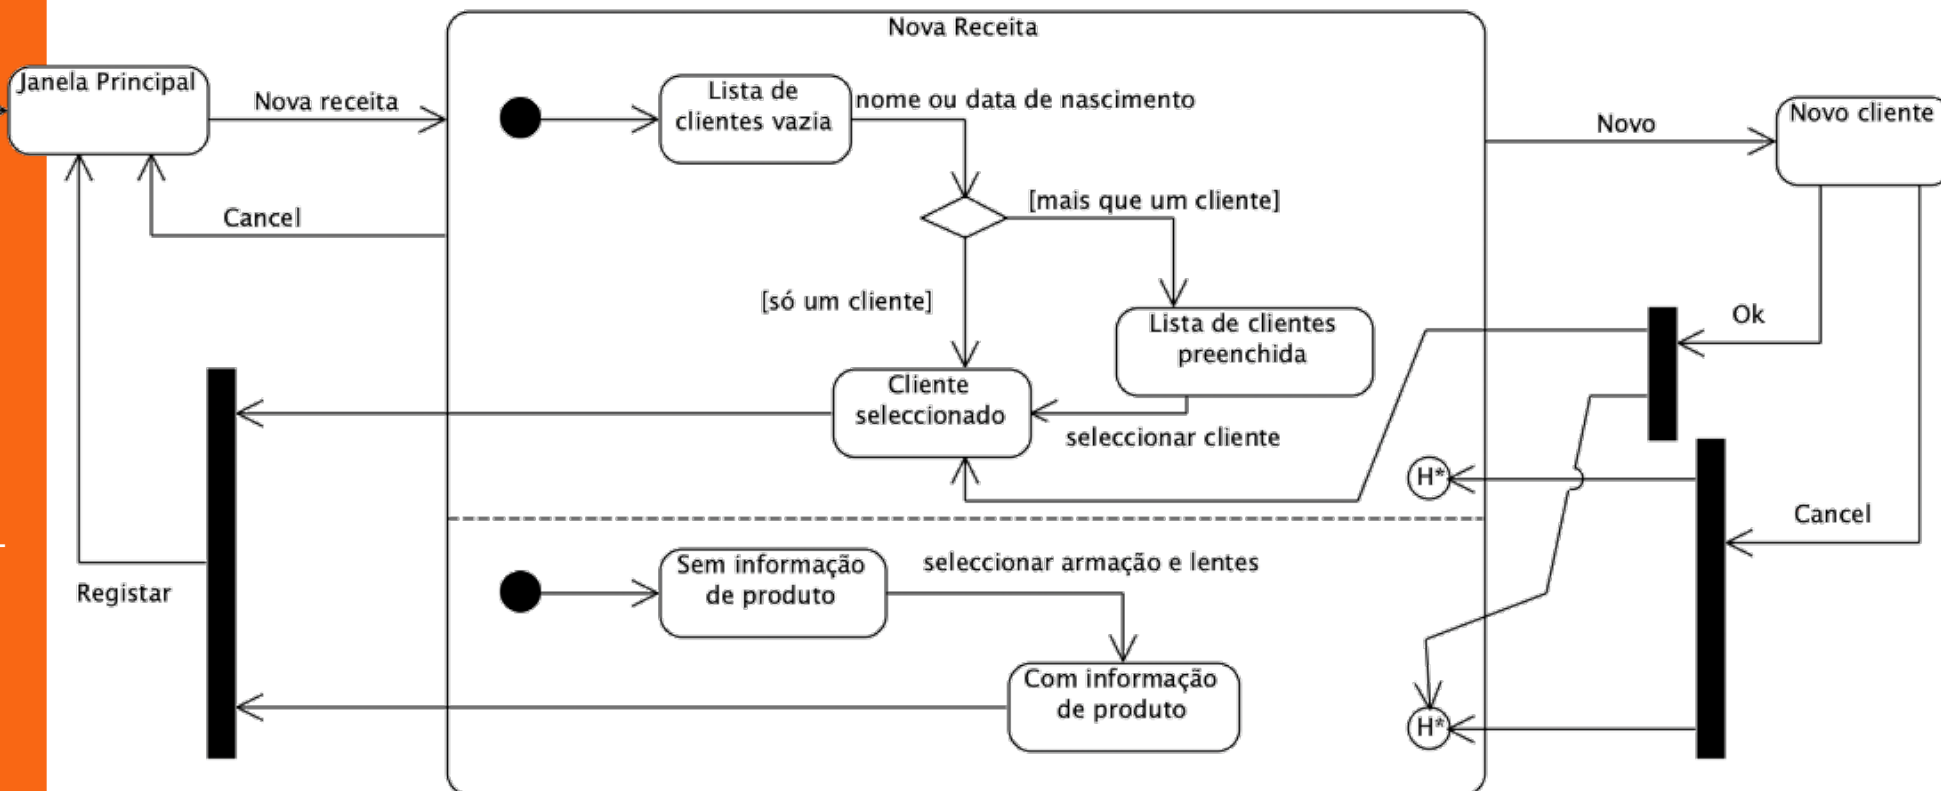 Nova Receita
Janela Principal
Nova receita
Lista de
clientes vazia
nome ou data de nascimento
Novo
Novo cliente
Cancel
[mais que um cliente]
[só um cliente]
Lista de clientes
preenchida
Ok
Cliente
seleccionado
seleccionar cliente
H*
Cancel
Sem informação
de produto
seleccionar armação e lentes
Registar
Com informação
de produto
H*